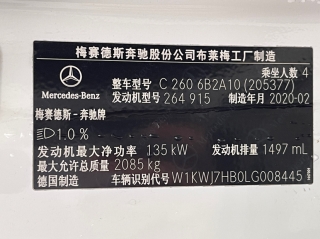 梅赛德斯奔驰股份公司布莱梅工厂制造
乘坐人数 4
Mercedes-Benz
整车型号 C 260 6B2A10 (205377)
发动机型号 264 915 制造年月 2020-02
梅赛德斯－奔驰牌
1.0 %
发动机最大净功率 135 kW 发动机排量 1497 mL
最大允许总质量 2085 kg
德国制造 车辆识别代号 W1KWJ7HB0LG008445